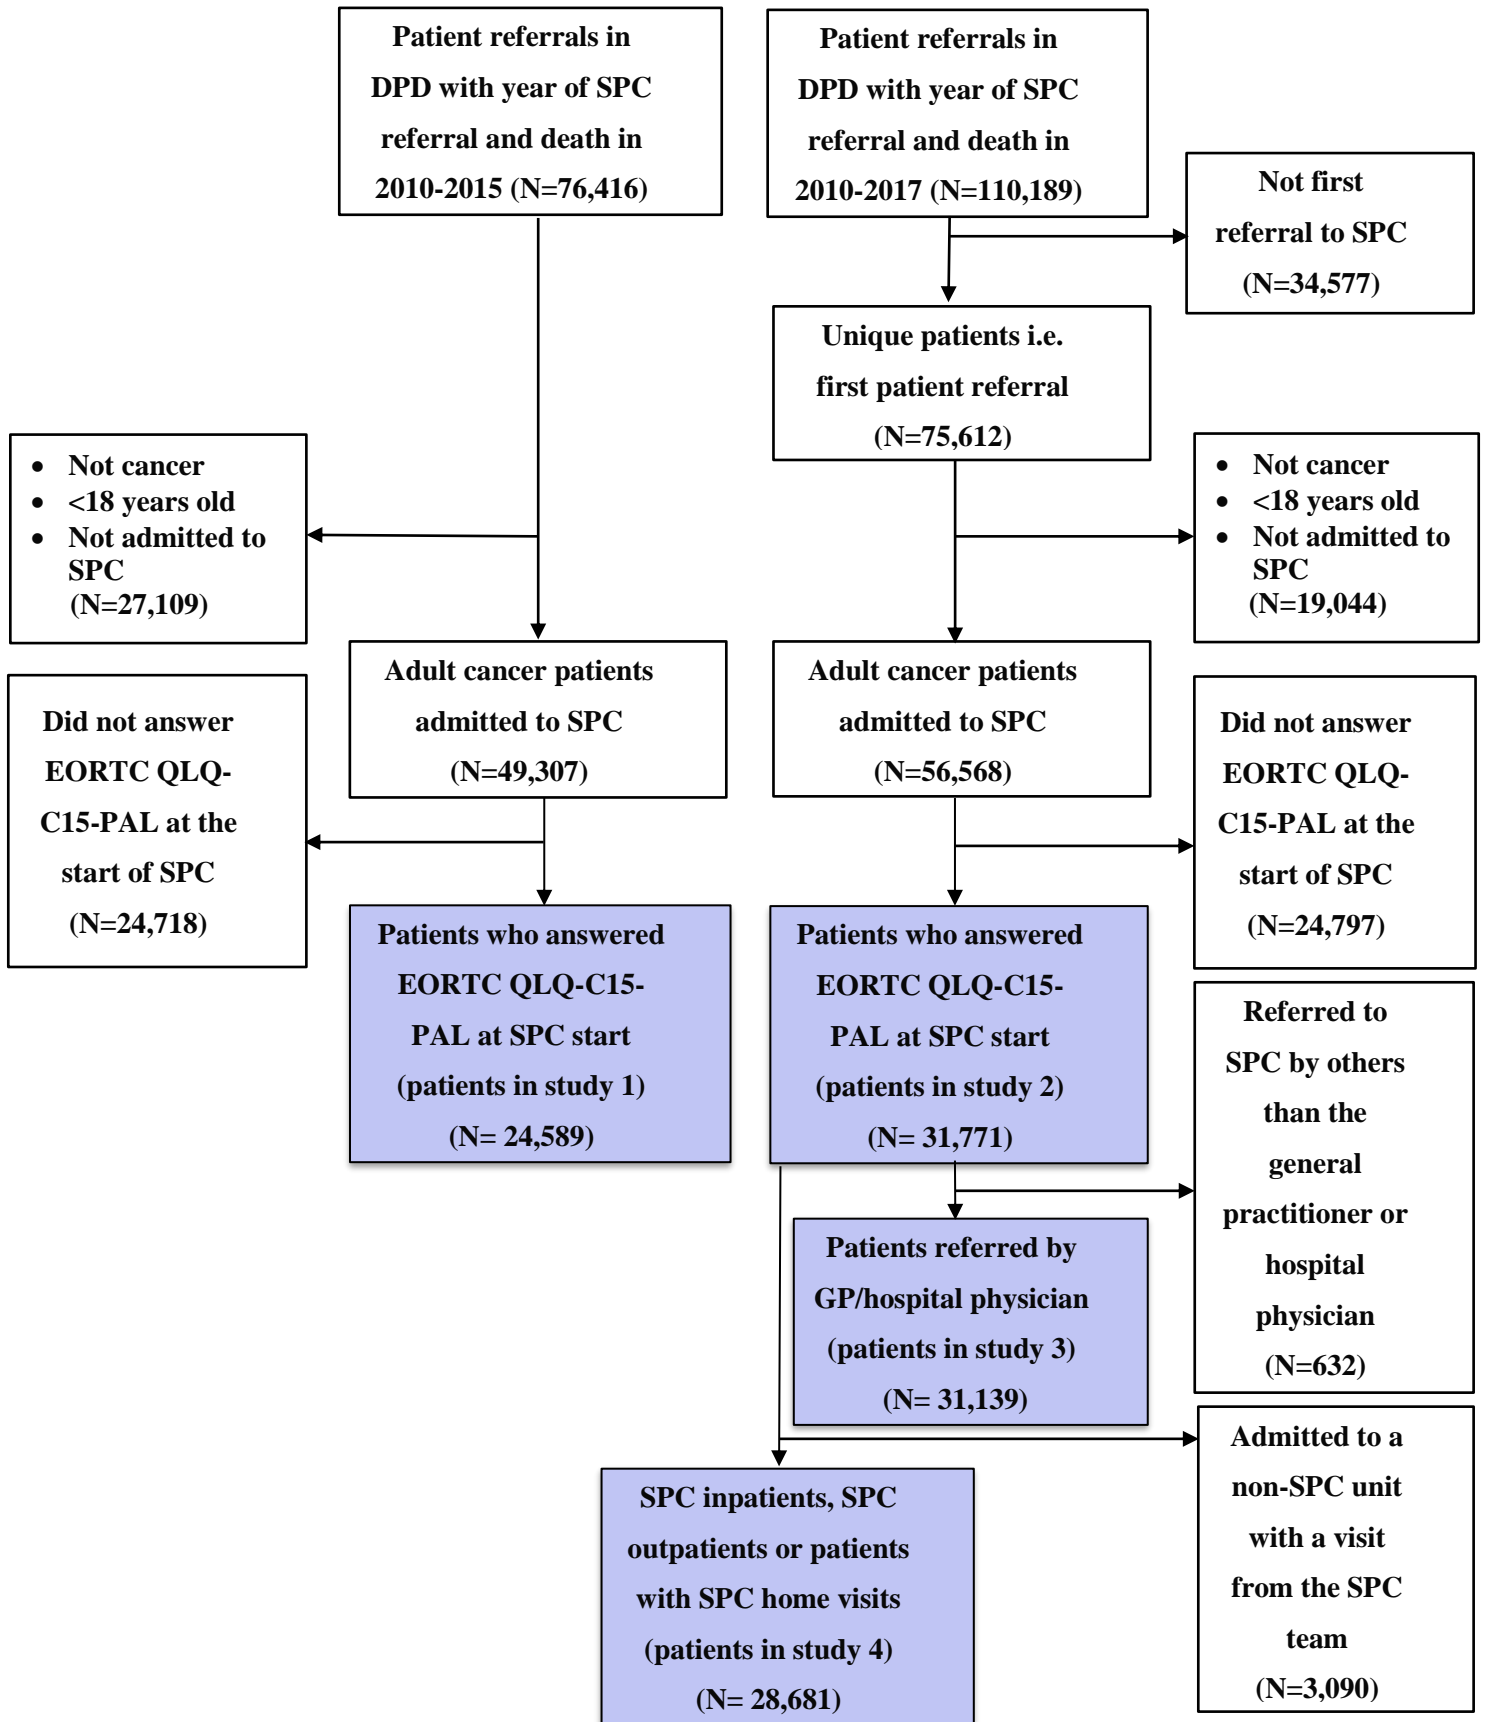 Patient referrals in
DPD with year of SPC
referral and death in
2010-2015 (N=76,416)
Patient referrals in
DPD with year of SPC
referral and death in
2010-2017 (N=110,189)
Not first
referral to SPC
(N=34,577)
Unique patients i.e.
first patient referral
(N=75,612)
• Not cancer
• <18 years old
• Not admitted to
SPC
(N=27,109)
• Not cancer
• <18 years old
• Not admitted to
SPC
(N=19,044)
Adult cancer patients
admitted to SPC
(N=49,307)
Adult cancer patients
admitted to SPC
(N=56,568)
Did not answer
EORTC QLQ-
C15-PAL at the
start of SPC
(N=24,718)
Did not answer
EORTC QLQ-
C15-PAL at the
start of SPC
(N=24,797)
Patients who answered
EORTC QLQ-C15-
PAL at SPC start
(patients in study 1)
(N= 24,589)
Patients who answered
EORTC QLQ-C15-
PAL at SPC start
(patients in study 2)
(N= 31,771)
Referred to
SPC by others
than the
general
practitioner or
hospital
physician
(N=632)
Patients referred by
GP/hospital physician
(patients in study 3)
(N= 31,139)
Admitted to a
non-SPC unit
with a visit
from the SPC
team
(N=3,090)
SPC inpatients, SPC
outpatients or patients
with SPC home visits
(patients in study 4)
(N= 28,681)